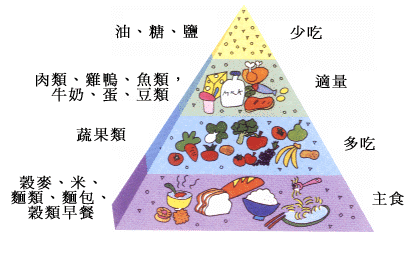 油、糖、鹽
少吃
肉類、雞鴨、魚類，
牛奶、蛋、豆類
適量
蔬果類
多吃
穀麥、米、
麵類、麵包、
穀類早餐
主食